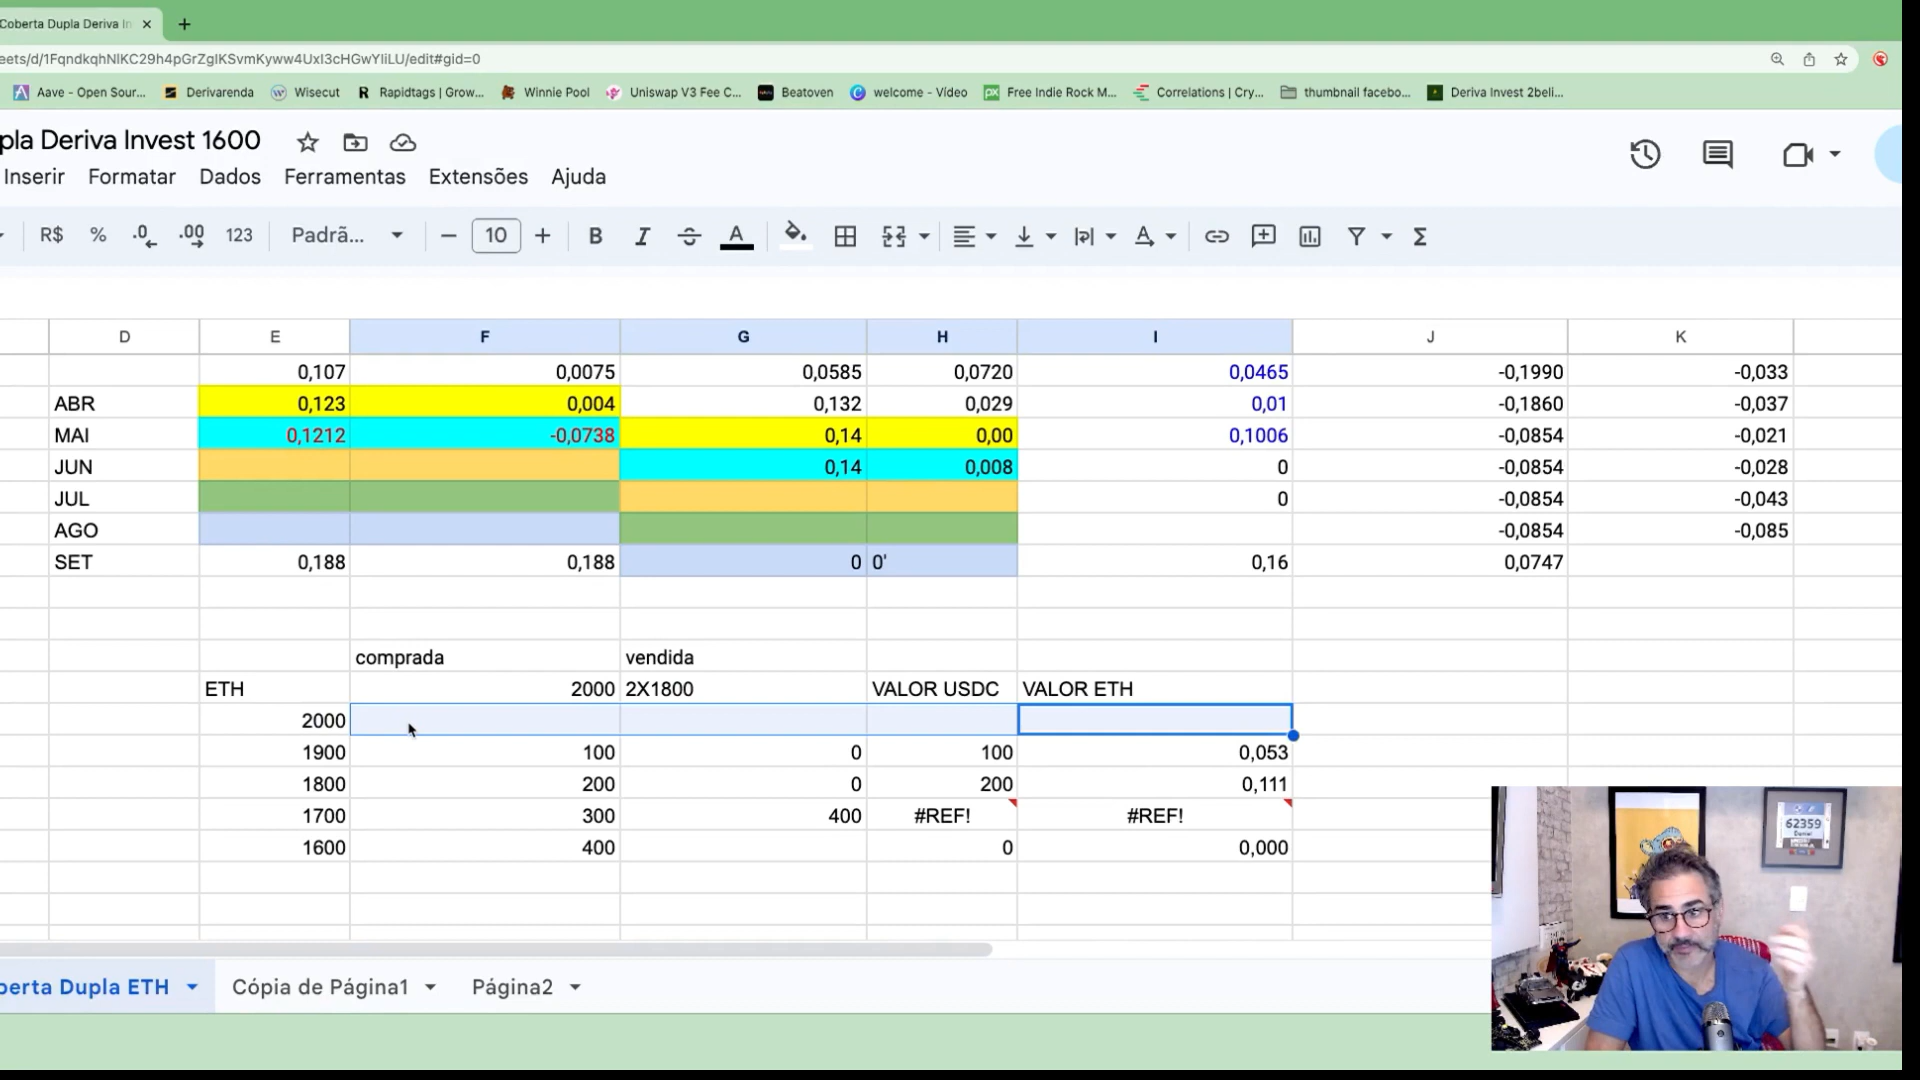 Coberta Dupla Deriva In
eets/d/1FqndkqhNlKC29h4pGrZglKSvmKyww4UxI3cHGwYliLU/edit#gid=0
Aave - Open Sour... Derivarenda Wisecut Rapidtags | Grow... Winnie Pool Uniswap V3 Fee C... Beatoven welcome - Vídeo Free Indie Rock M... Correlations | Cry... thumbnail facebo... Deriva Invest 2beli...
pla Deriva Invest 1600
Inserir Formatar Dados Ferramentas Extensões Ajuda
R$ % .0 .00 123 Padrã... 10 B I S A Σ
D E F G H I J K
0,107 0,0075 0,0585 0,0720 0,0465 -0,1990 -0,033
ABR 0,123 0,004 0,132 0,029 0,01 -0,1860 -0,037
MAI 0,1212 -0,0738 0,14 0,00 0,1006 -0,0854 -0,021
JUN 0,14 0,008 0 -0,0854 -0,028
JUL 0 -0,0854 -0,043
AGO -0,0854 -0,085
SET 0,188 0,188 0 0' 0,16 0,0747
comprada vendida
ETH 2000 2X1800 VALOR USDC VALOR ETH
2000
1900 100 0 100 0,053
1800 200 0 200 0,111
1700 300 400 #REF! #REF!
1600 400 0 0,000
berta Dupla ETH Cópia de Página1 Página2
62359